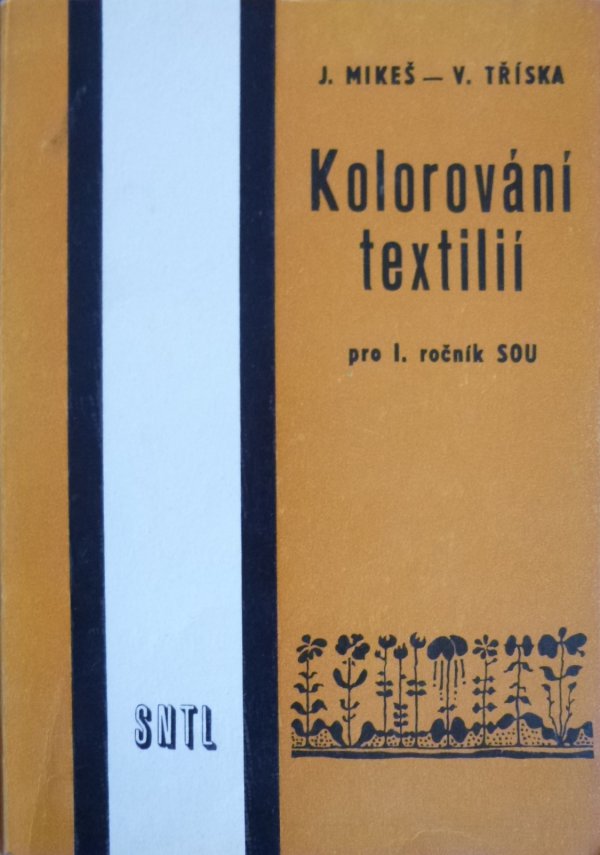 J. MIKEŠ — V. TŘÍSKA
Kolorování
textilií
pro I. ročník SOU
SNTL